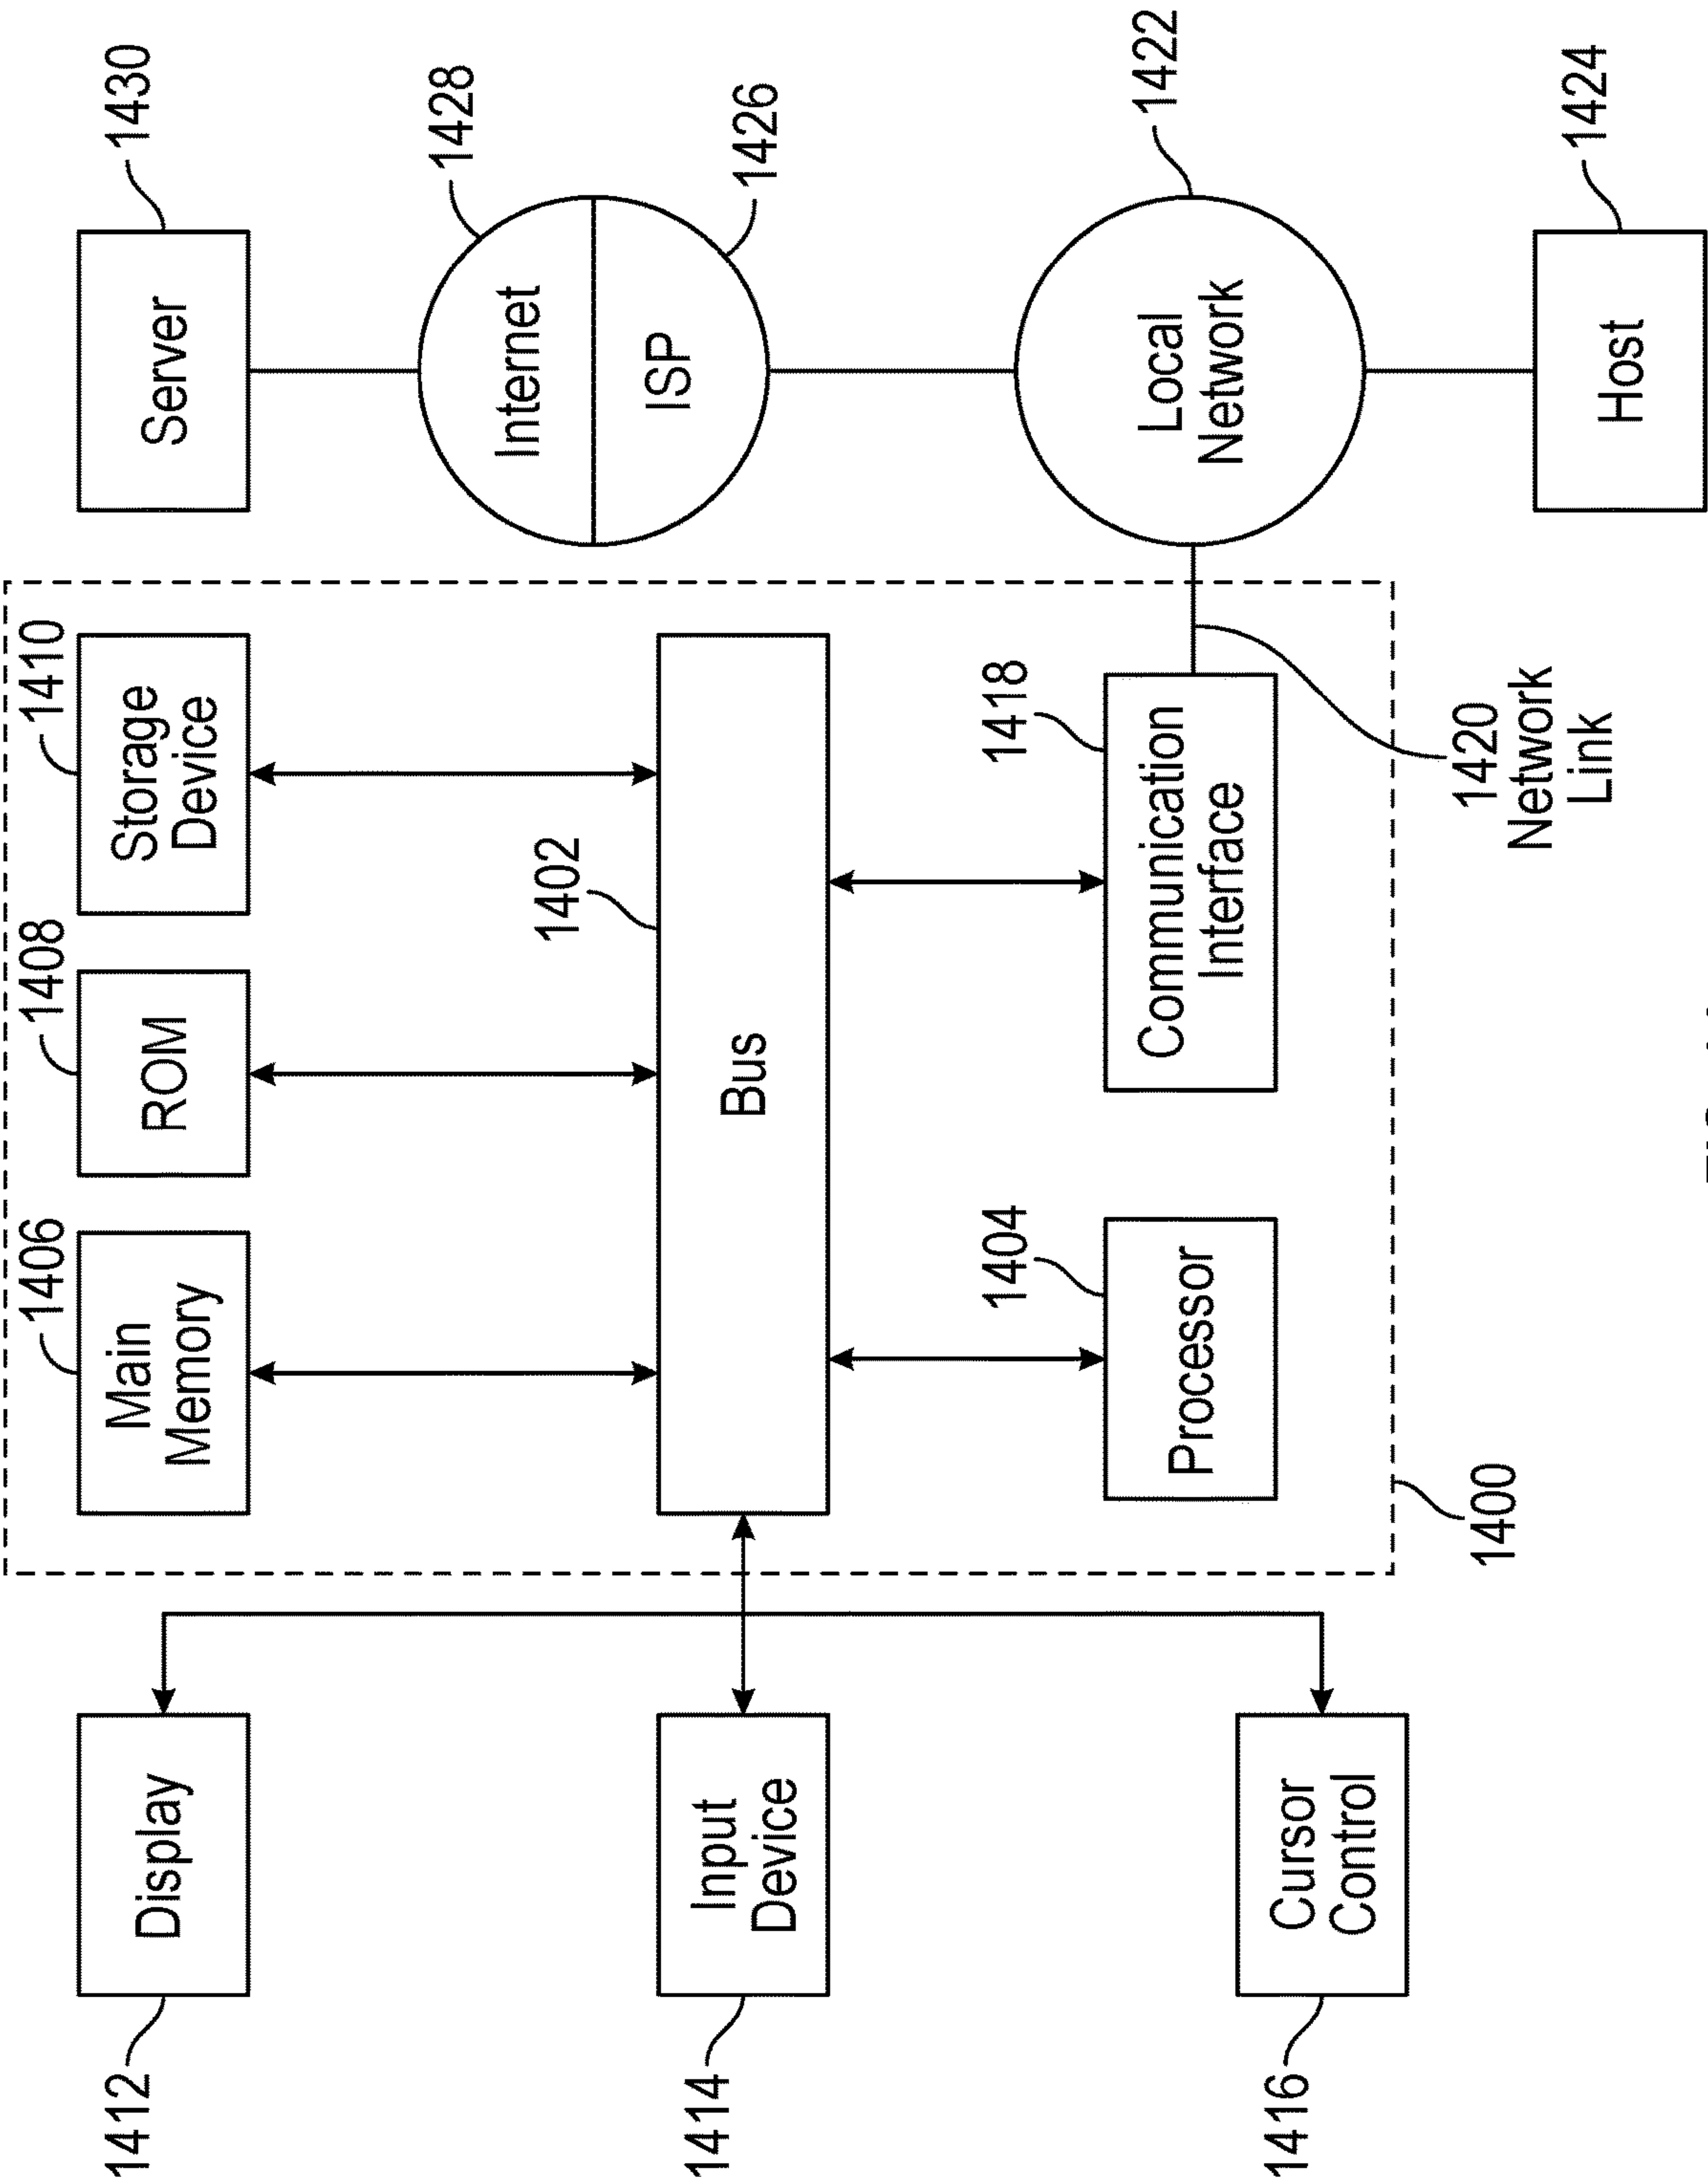 1412
Display
1414
Input
Device
1416
Cursor
Control
1406
Main
Memory
1408
ROM
1410
Storage
Device
1402
Bus
1404
Processor
1418
Communication
Interface
1400
1420
Network
Link
Server
1430
Internet
1428
ISP
1426
Local
Network
1422
Host
1424